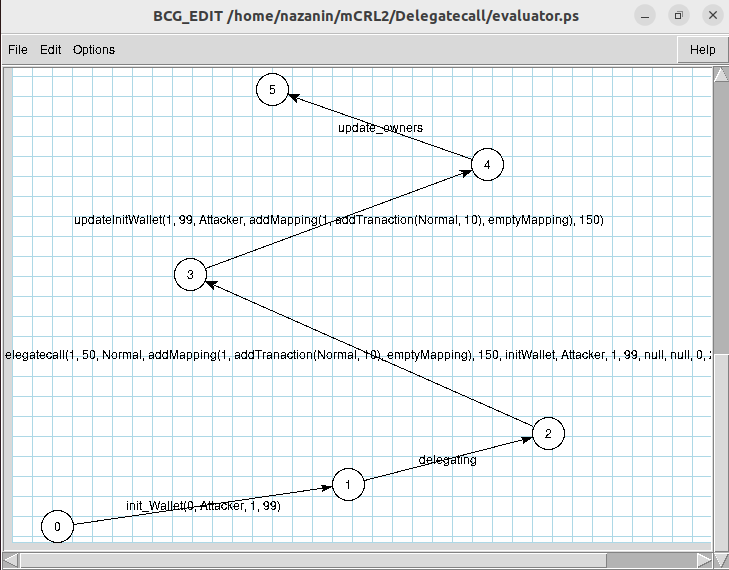 BCG_EDIT /home/nazanin/mCRL2/Delegatecall/evaluator.ps
File Edit Options Help
5
update_owners
4
updateInitWallet(1, 99, Attacker, addMapping(1, addTranaction(Normal, 10), emptyMapping), 150)
3
elegatecall(1, 50, Normal, addMapping(1, addTranaction(Normal, 10), emptyMapping), 150, initWallet, Attacker, 1, 99, null, null, 0,
2
delegating
1
init_Wallet(0, Attacker, 1, 99)
0